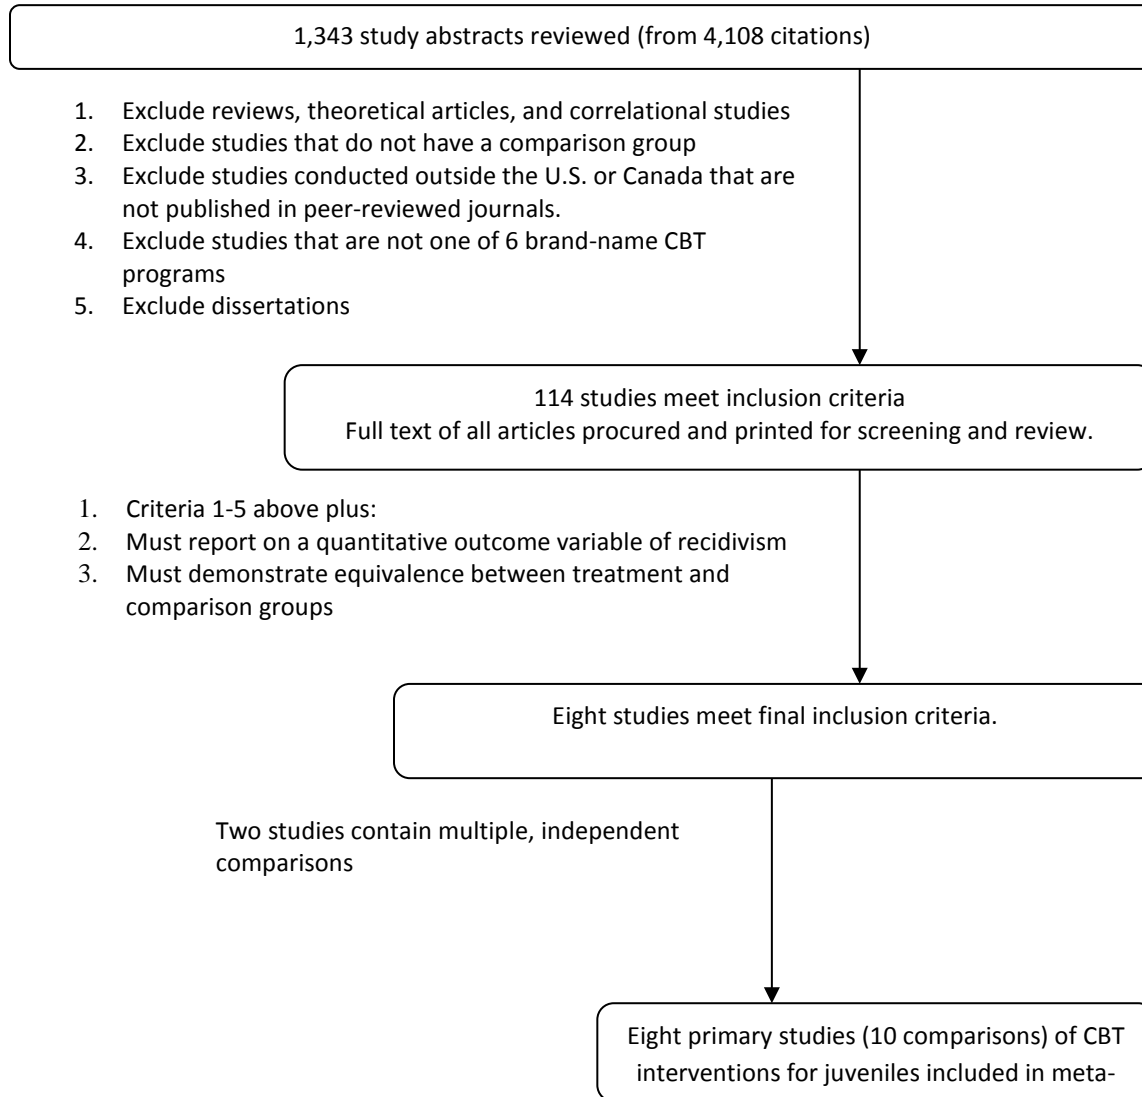 1,343 study abstracts reviewed (from 4,108 citations)
1. Exclude reviews, theoretical articles, and correlational studies
2. Exclude studies that do not have a comparison group
3. Exclude studies conducted outside the U.S. or Canada that are
not published in peer-reviewed journals.
4. Exclude studies that are not one of 6 brand-name CBT
programs
5. Exclude dissertations
114 studies meet inclusion criteria
Full text of all articles procured and printed for screening and review.
1. Criteria 1-5 above plus:
2. Must report on a quantitative outcome variable of recidivism
3. Must demonstrate equivalence between treatment and
comparison groups
Eight studies meet final inclusion criteria.
Two studies contain multiple, independent
comparisons
Eight primary studies (10 comparisons) of CBT
interventions for juveniles included in meta-